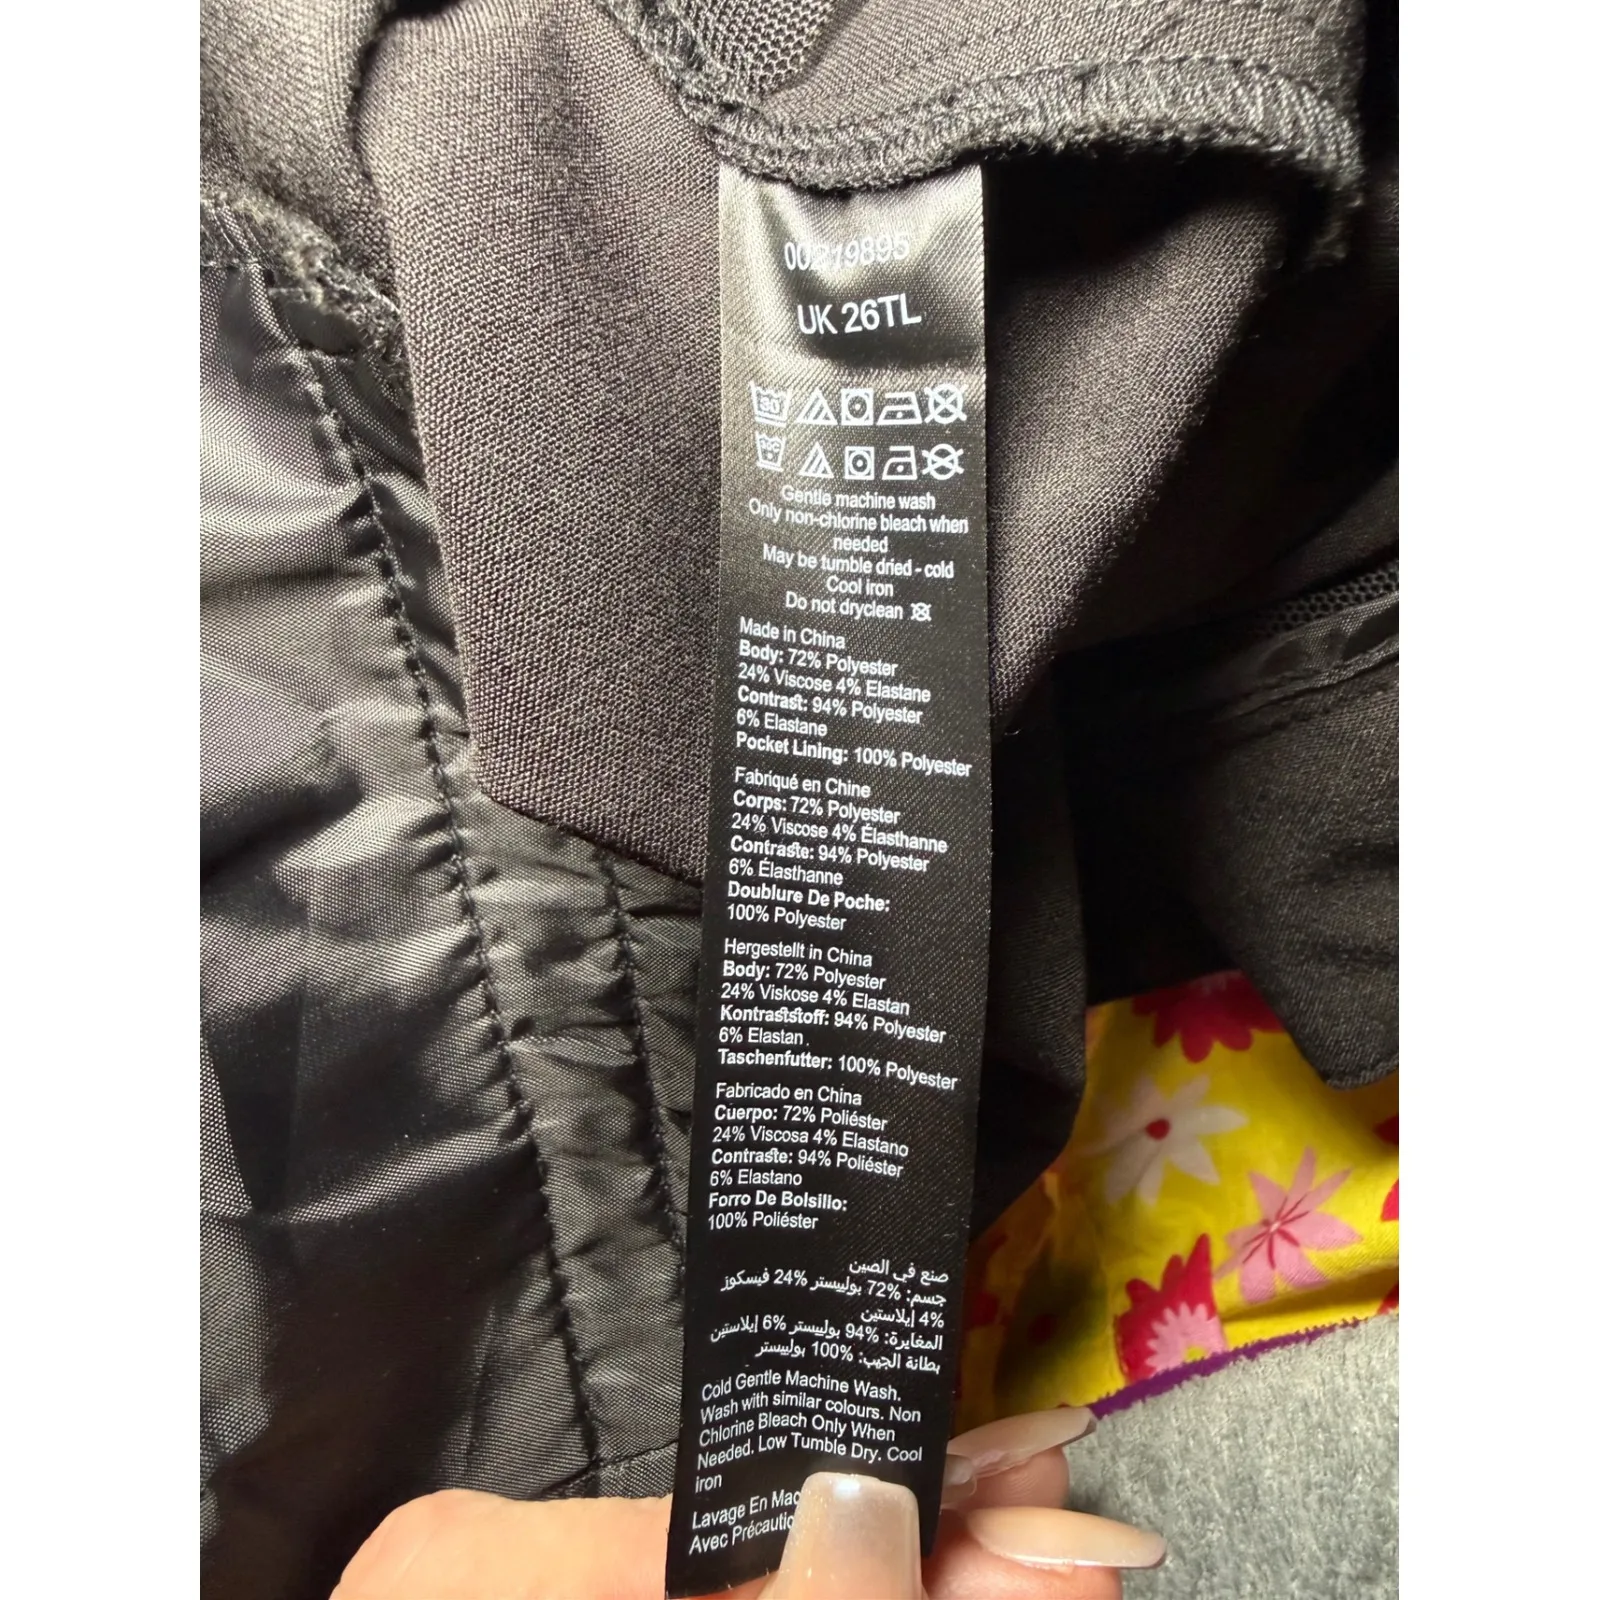 00219895
UK 26TL
30
30C
Gentle machine wash
Only non-chlorine bleach when
needed
May be tumble dried - cold
Cool iron
Do not dryclean
Made in China
Body: 72% Polyester
24% Viscose 4% Elastane
Contrast: 94% Polyester
6% Elastane
Pocket Lining: 100% Polyester
Fabriqué en Chine
Corps: 72% Polyester
24% Viscose 4% Élasthanne
Contraste: 94% Polyester
6% Élasthanne
Doublure De Poche:
100% Polyester
Hergestellt in China
Body: 72% Polyester
24% Viskose 4% Elastan
Kontraststoff: 94% Polyester
6% Elastan
Taschenfutter: 100% Polyester
Fabricado en China
Cuerpo: 72% Poliéster
24% Viscosa 4% Elastano
Contraste: 94% Poliéster
6% Elastano
Forro De Bolsillo:
100% Poliéster
صنع في الصين
جسم: 72% بوليستر 24% فيسكوز
4% إيلاستين
المغايرة: 94% بوليستر 6% إيلاستين
بطانة الجيب: 100% بوليستر
Cold Gentle Machine Wash.
Wash with similar colours. Non
Chlorine Bleach Only When
Needed. Low Tumble Dry. Cool
iron
Lavage En
Avec